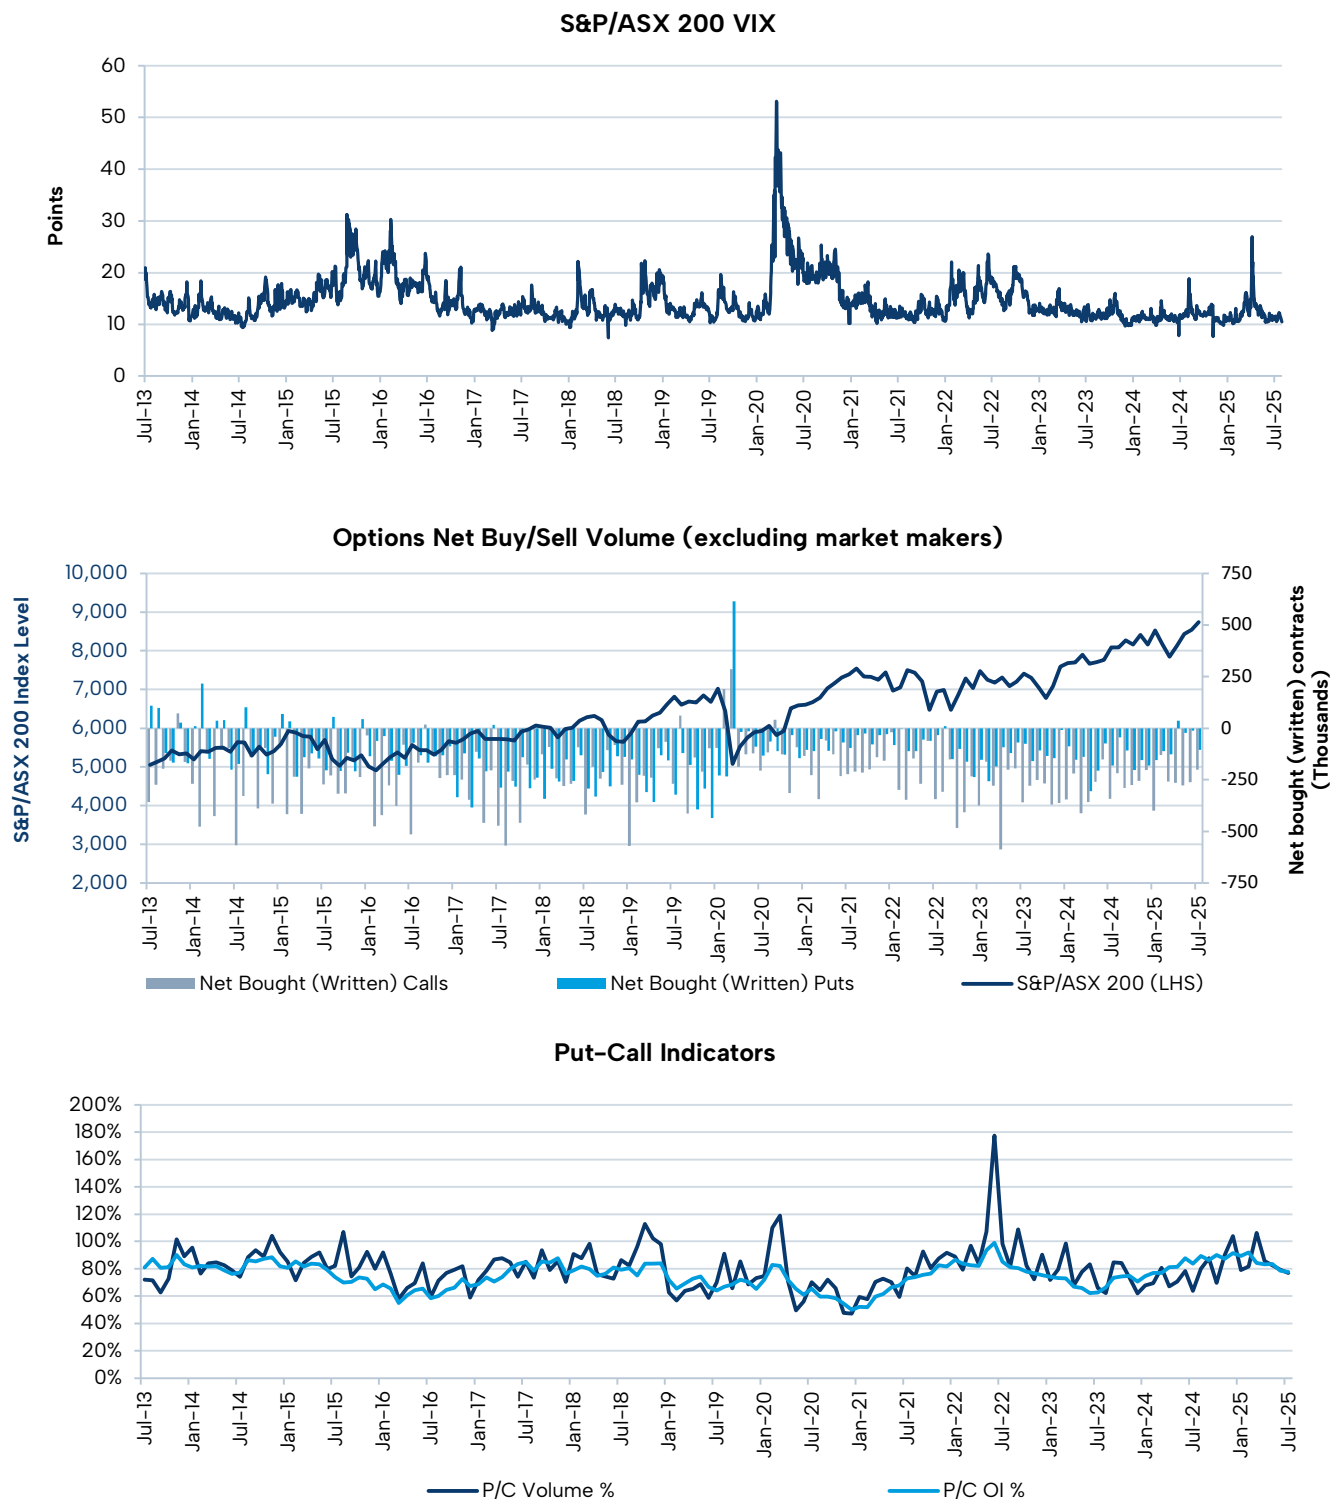 S&P/ASX 200 VIX
60
50
40
30
20
10
0
Points
Jul-13
Jan-14
Jul-14
Jan-15
Jul-15
Jan-16
Jul-16
Jan-17
Jul-17
Jan-18
Jul-18
Jan-19
Jul-19
Jan-20
Jul-20
Jan-21
Jul-21
Jan-22
Jul-22
Jan-23
Jul-23
Jan-24
Jul-24
Jan-25
Jul-25
Options Net Buy/Sell Volume (excluding market makers)
S&P/ASX 200 Index Level
10,000
9,000
8,000
7,000
6,000
5,000
4,000
3,000
2,000
750
500
250
0
-250
-500
-750
Net bought (written) contracts
(Thousands)
Jul-13
Jan-14
Jul-14
Jan-15
Jul-15
Jan-16
Jul-16
Jan-17
Jul-17
Jan-18
Jul-18
Jan-19
Jul-19
Jan-20
Jul-20
Jan-21
Jul-21
Jan-22
Jul-22
Jan-23
Jul-23
Jan-24
Jul-24
Jan-25
Jul-25
Net Bought (Written) Calls
Net Bought (Written) Puts
S&P/ASX 200 (LHS)
Put-Call Indicators
200%
180%
160%
140%
120%
100%
80%
60%
40%
20%
0%
Jul-13
Jan-14
Jul-14
Jan-15
Jul-15
Jan-16
Jul-16
Jan-17
Jul-17
Jan-18
Jul-18
Jan-19
Jul-19
Jan-20
Jul-20
Jan-21
Jul-21
Jan-22
Jul-22
Jan-23
Jul-23
Jan-24
Jul-24
Jan-25
Jul-25
P/C Volume %
P/C OI %